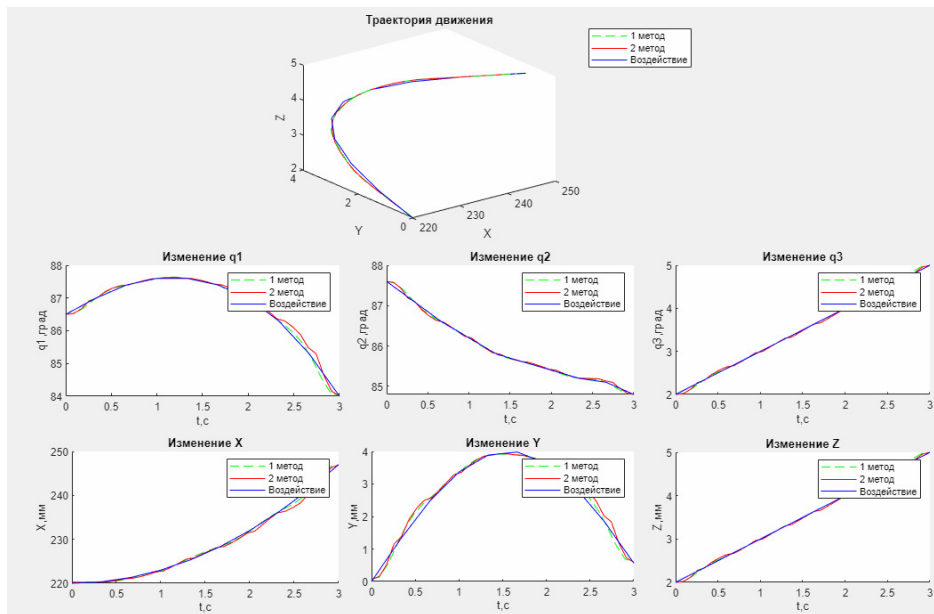 Траектория движения
1 метод
2 метод
Воздействие
5
4
3
2
Z
4
2
0
Y
220
230
240
250
X
Изменение q1
88
87
86
85
84
q1,град
1 метод
2 метод
Воздействие
0 0.5 1 1.5 2 2.5 3
t,с
Изменение q2
88
87
86
85
q2,град
1 метод
2 метод
Воздействие
0 0.5 1 1.5 2 2.5 3
t,с
Изменение q3
5
4
3
2
q3,град
1 метод
2 метод
Воздействие
0 0.5 1 1.5 2 2.5 3
t,с
Изменение X
250
240
230
220
X,мм
1 метод
2 метод
Воздействие
0 0.5 1 1.5 2 2.5 3
t,с
Изменение Y
4
3
2
1
0
Y,мм
1 метод
2 метод
Воздействие
0 0.5 1 1.5 2 2.5 3
t,с
Изменение Z
5
4
3
2
Z,мм
1 метод
2 метод
Воздействие
0 0.5 1 1.5 2 2.5 3
t,с